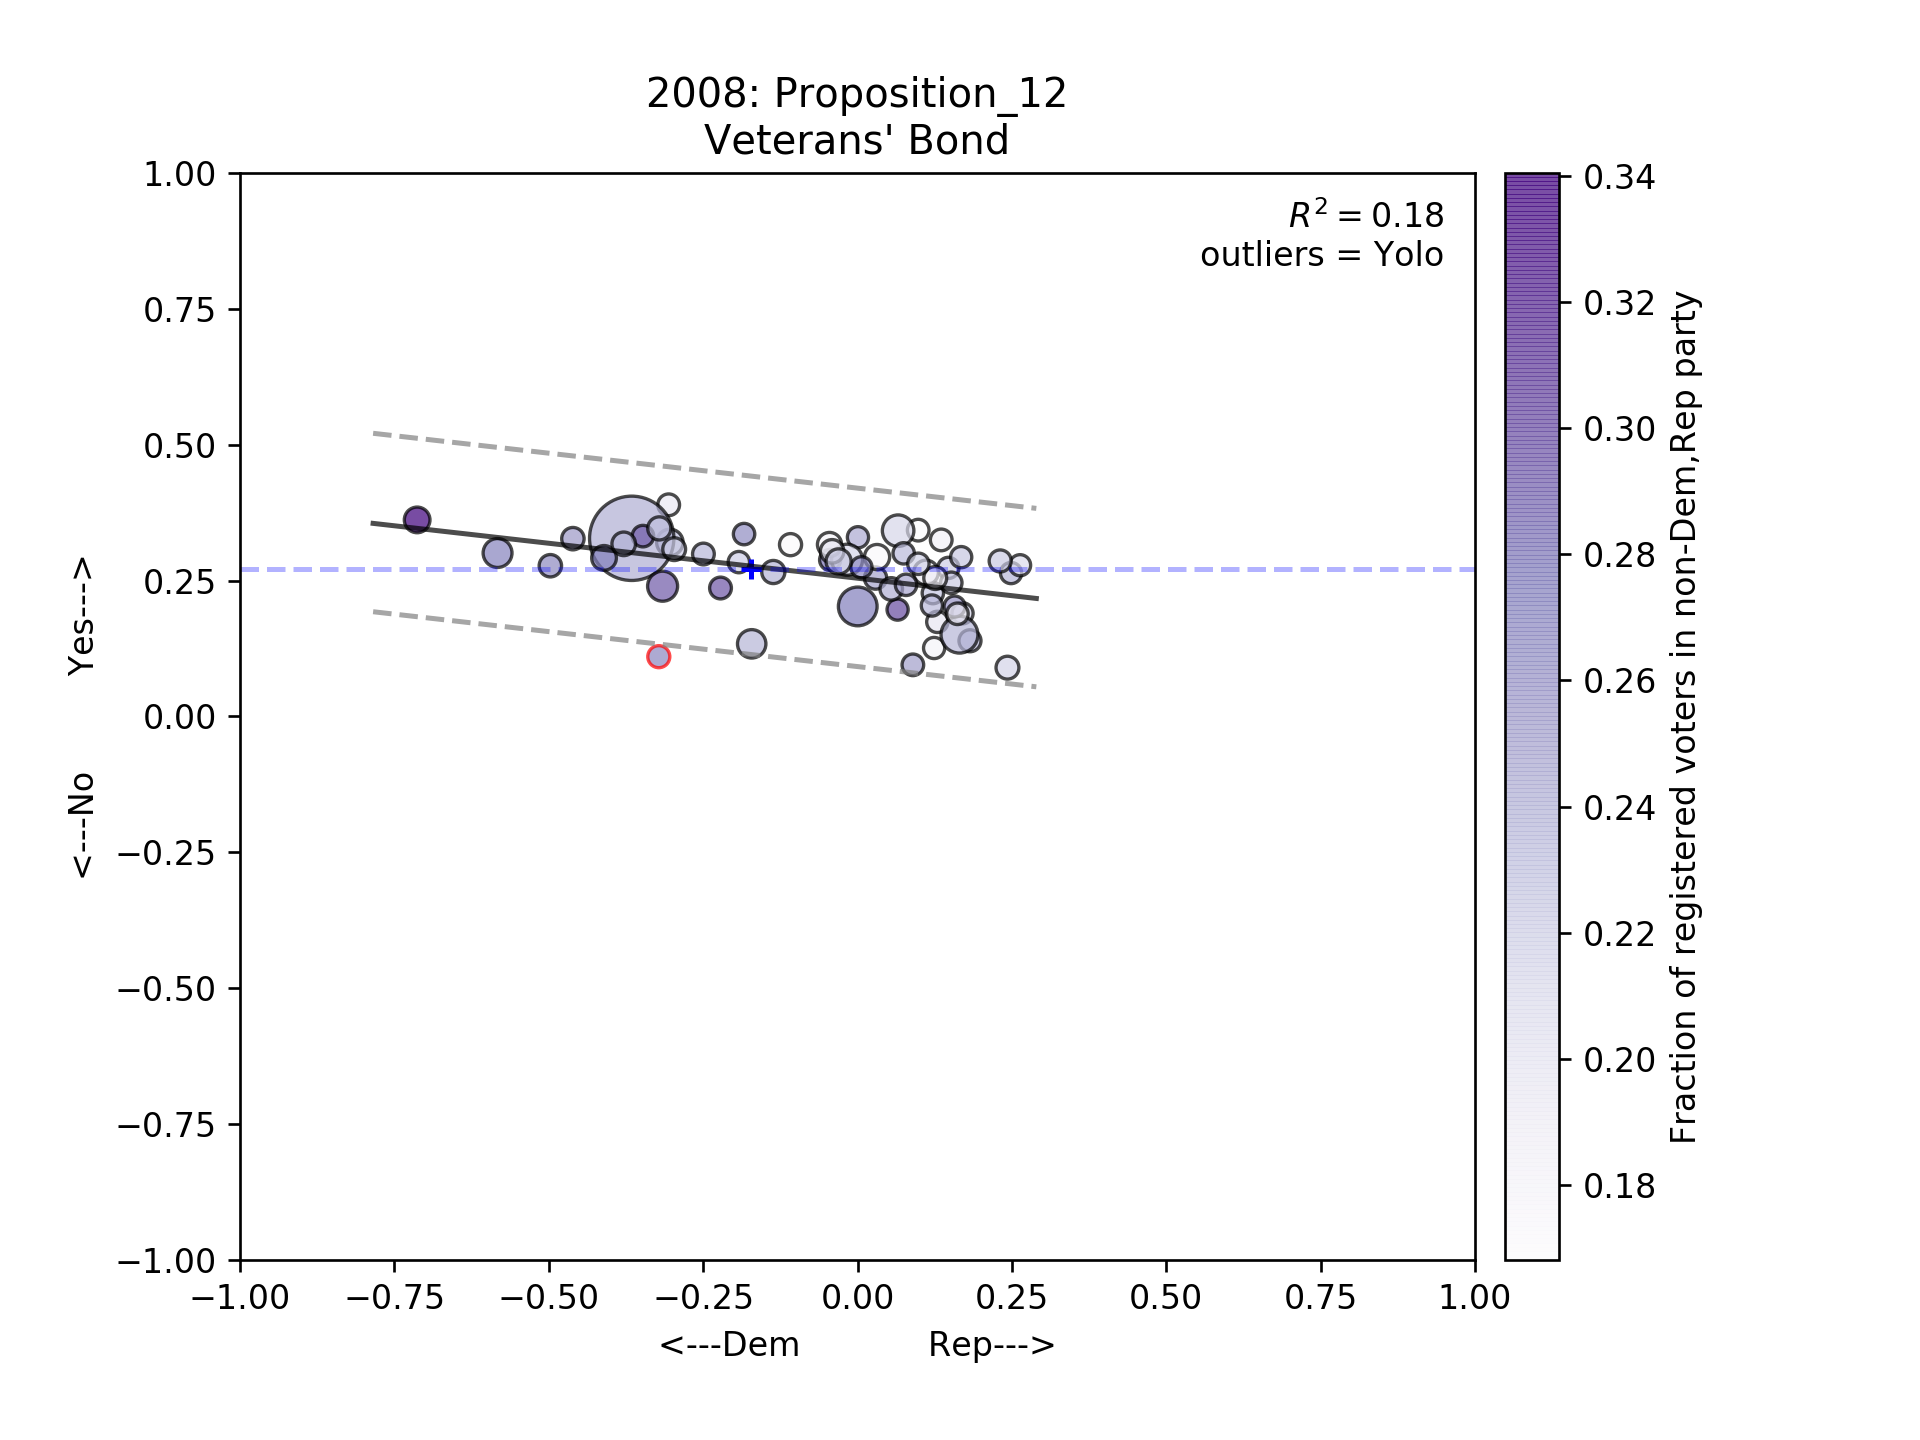 2008: Proposition_12
Veterans' Bond
R² = 0.18
outliers = Yolo
1.00
0.75
0.50
0.25
0.00
−0.25
−0.50
−0.75
−1.00
<---No Yes--->
−1.00 −0.75 −0.50 −0.25 0.00 0.25 0.50 0.75 1.00
<---Dem Rep--->
0.34
0.32
0.30
0.28
0.26
0.24
0.22
0.20
0.18
Fraction of registered voters in non-Dem,Rep party